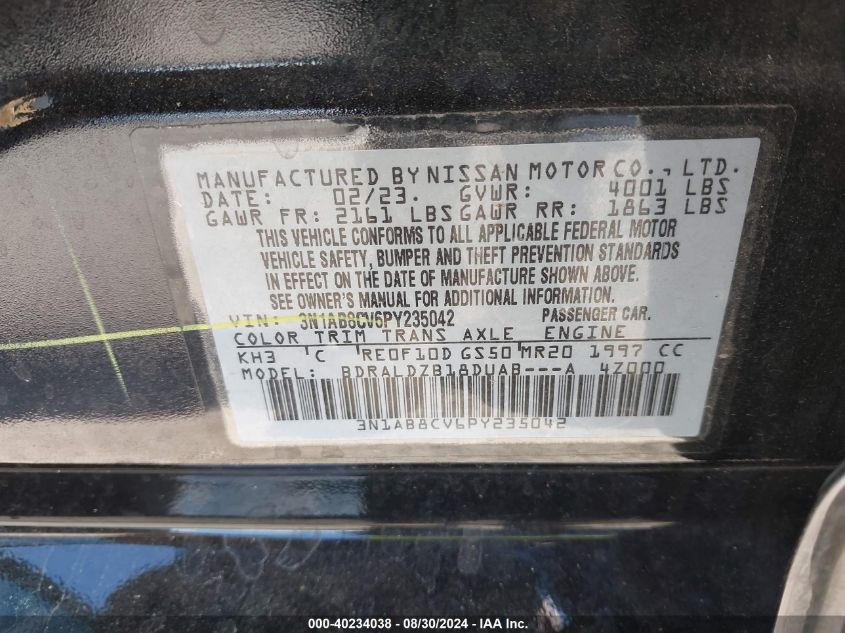 MANUFACTURED BY NISSAN MOTOR CO., LTD.
DATE: 02/23. GVWR: 4001 LBS
GAWR FR: 2161 LBS GAWR RR: 1863 LBS
THIS VEHICLE CONFORMS TO ALL APPLICABLE FEDERAL MOTOR
VEHICLE SAFETY, BUMPER AND THEFT PREVENTION STANDARDS
IN EFFECT ON THE DATE OF MANUFACTURE SHOWN ABOVE.
SEE OWNER'S MANUAL FOR ADDITIONAL INFORMATION.
VIN: 3N1AB8CV6PY235042 PASSENGER CAR.
COLOR TRIM TRANS AXLE ENGINE
KH3 'C RE0F10D GS50 MR20 1997 CC
MODEL: BDRALDZB18DUAB---A 4Z000
3N1AB8CV6PY235042
000-40234038 - 08/30/2024 - IAA Inc.